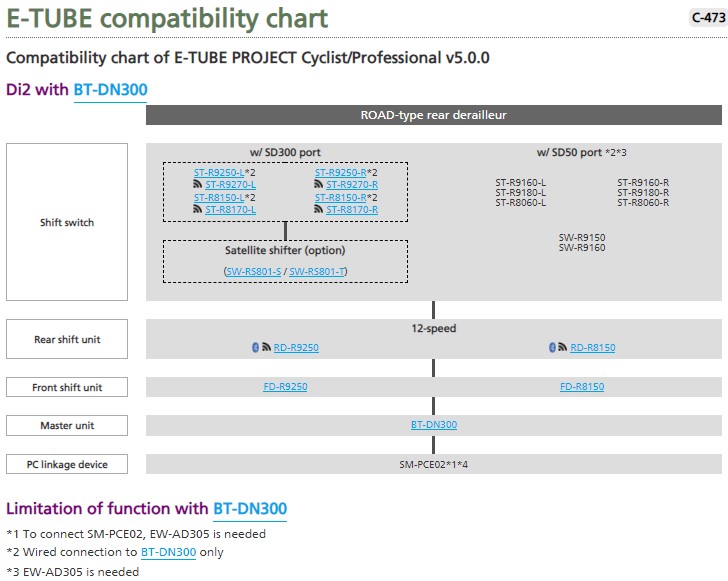 E-TUBE compatibility chart
C-473
Compatibility chart of E-TUBE PROJECT Cyclist/Professional v5.0.0
Di2 with BT-DN300
ROAD-type rear derailleur
Shift switch
w/ SD300 port
ST-R9250-L*2 ST-R9250-R*2
ST-R9270-L ST-R9270-R
ST-R8150-L*2 ST-R8150-R*2
ST-R8170-L ST-R8170-R
Satellite shifter (option)
(SW-RS801-S / SW-RS801-T)
w/ SD50 port *2*3
ST-R9160-L ST-R9160-R
ST-R9180-L ST-R9180-R
ST-R8060-L ST-R8060-R
SW-R9150
SW-R9160
Rear shift unit
12-speed
RD-R9250 RD-R8150
Front shift unit
FD-R9250 FD-R8150
Master unit
BT-DN300
PC linkage device
SM-PCE02*1*4
Limitation of function with BT-DN300
*1 To connect SM-PCE02, EW-AD305 is needed
*2 Wired connection to BT-DN300 only
*3 EW-AD305 is needed